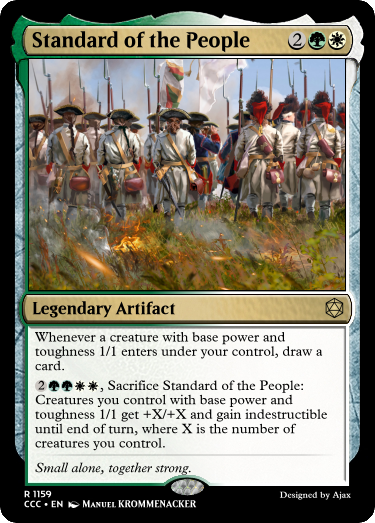 Standard of the People 2
Legendary Artifact
Whenever a creature with base power and
toughness 1/1 enters under your control, draw a
card.
2, Sacrifice Standard of the People:
Creatures you control with base power and
toughness 1/1 get +X/+X and gain indestructible
until end of turn, where X is the number of
creatures you control.
Small alone, together strong.
R 1159
CCC • EN Manuel KROMMENACKER
Designed by Ajax